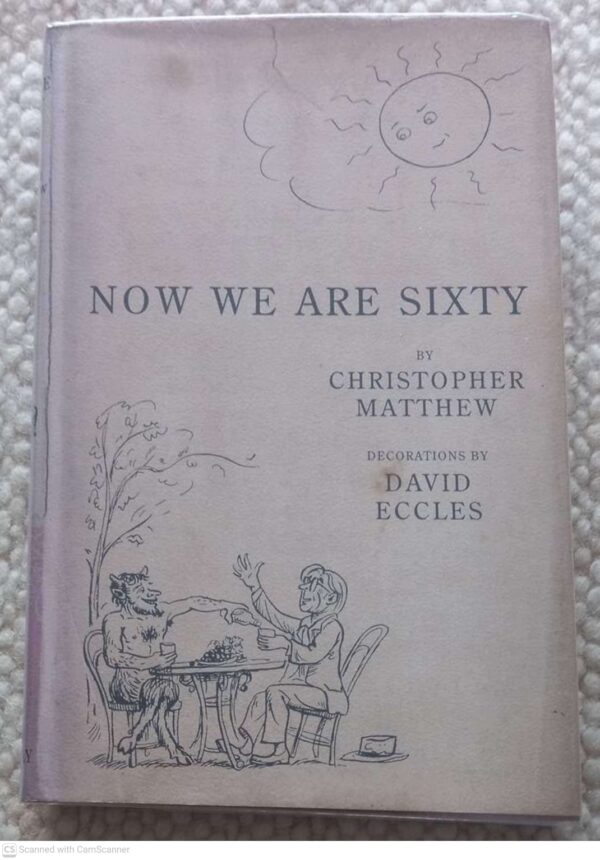 NOW WE ARE SIXTY
BY
CHRISTOPHER
MATTHEW
DECORATIONS BY
DAVID
ECCLES
Y
CS Scanned with CamScanner